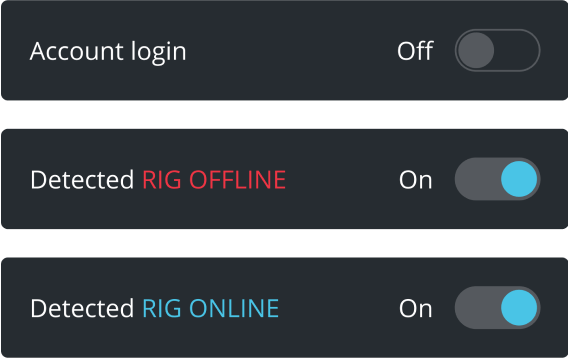 Account login Off
Detected RIG OFFLINE On
Detected RIG ONLINE On